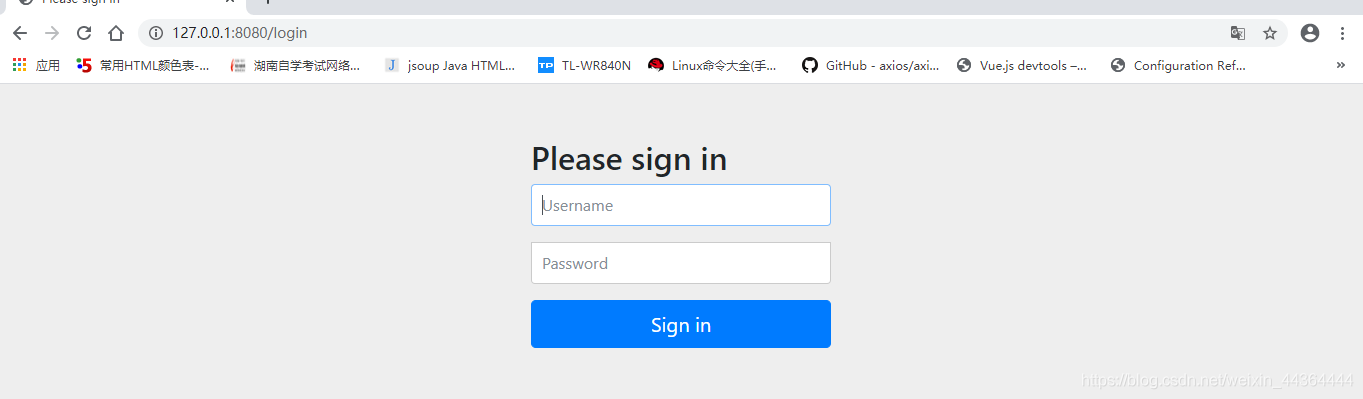 Please sign in
127.0.0.1:8080/login
应用 常用HTML颜色表-... 湖南自学考试网络... J jsoup Java HTML... TP TL-WR840N Linux命令大全(手... GitHub - axios/axi... Vue.js devtools –... Configuration Ref... »
Please sign in
Username
Password
Sign in
https://blog.csdn.net/weixin_44364444